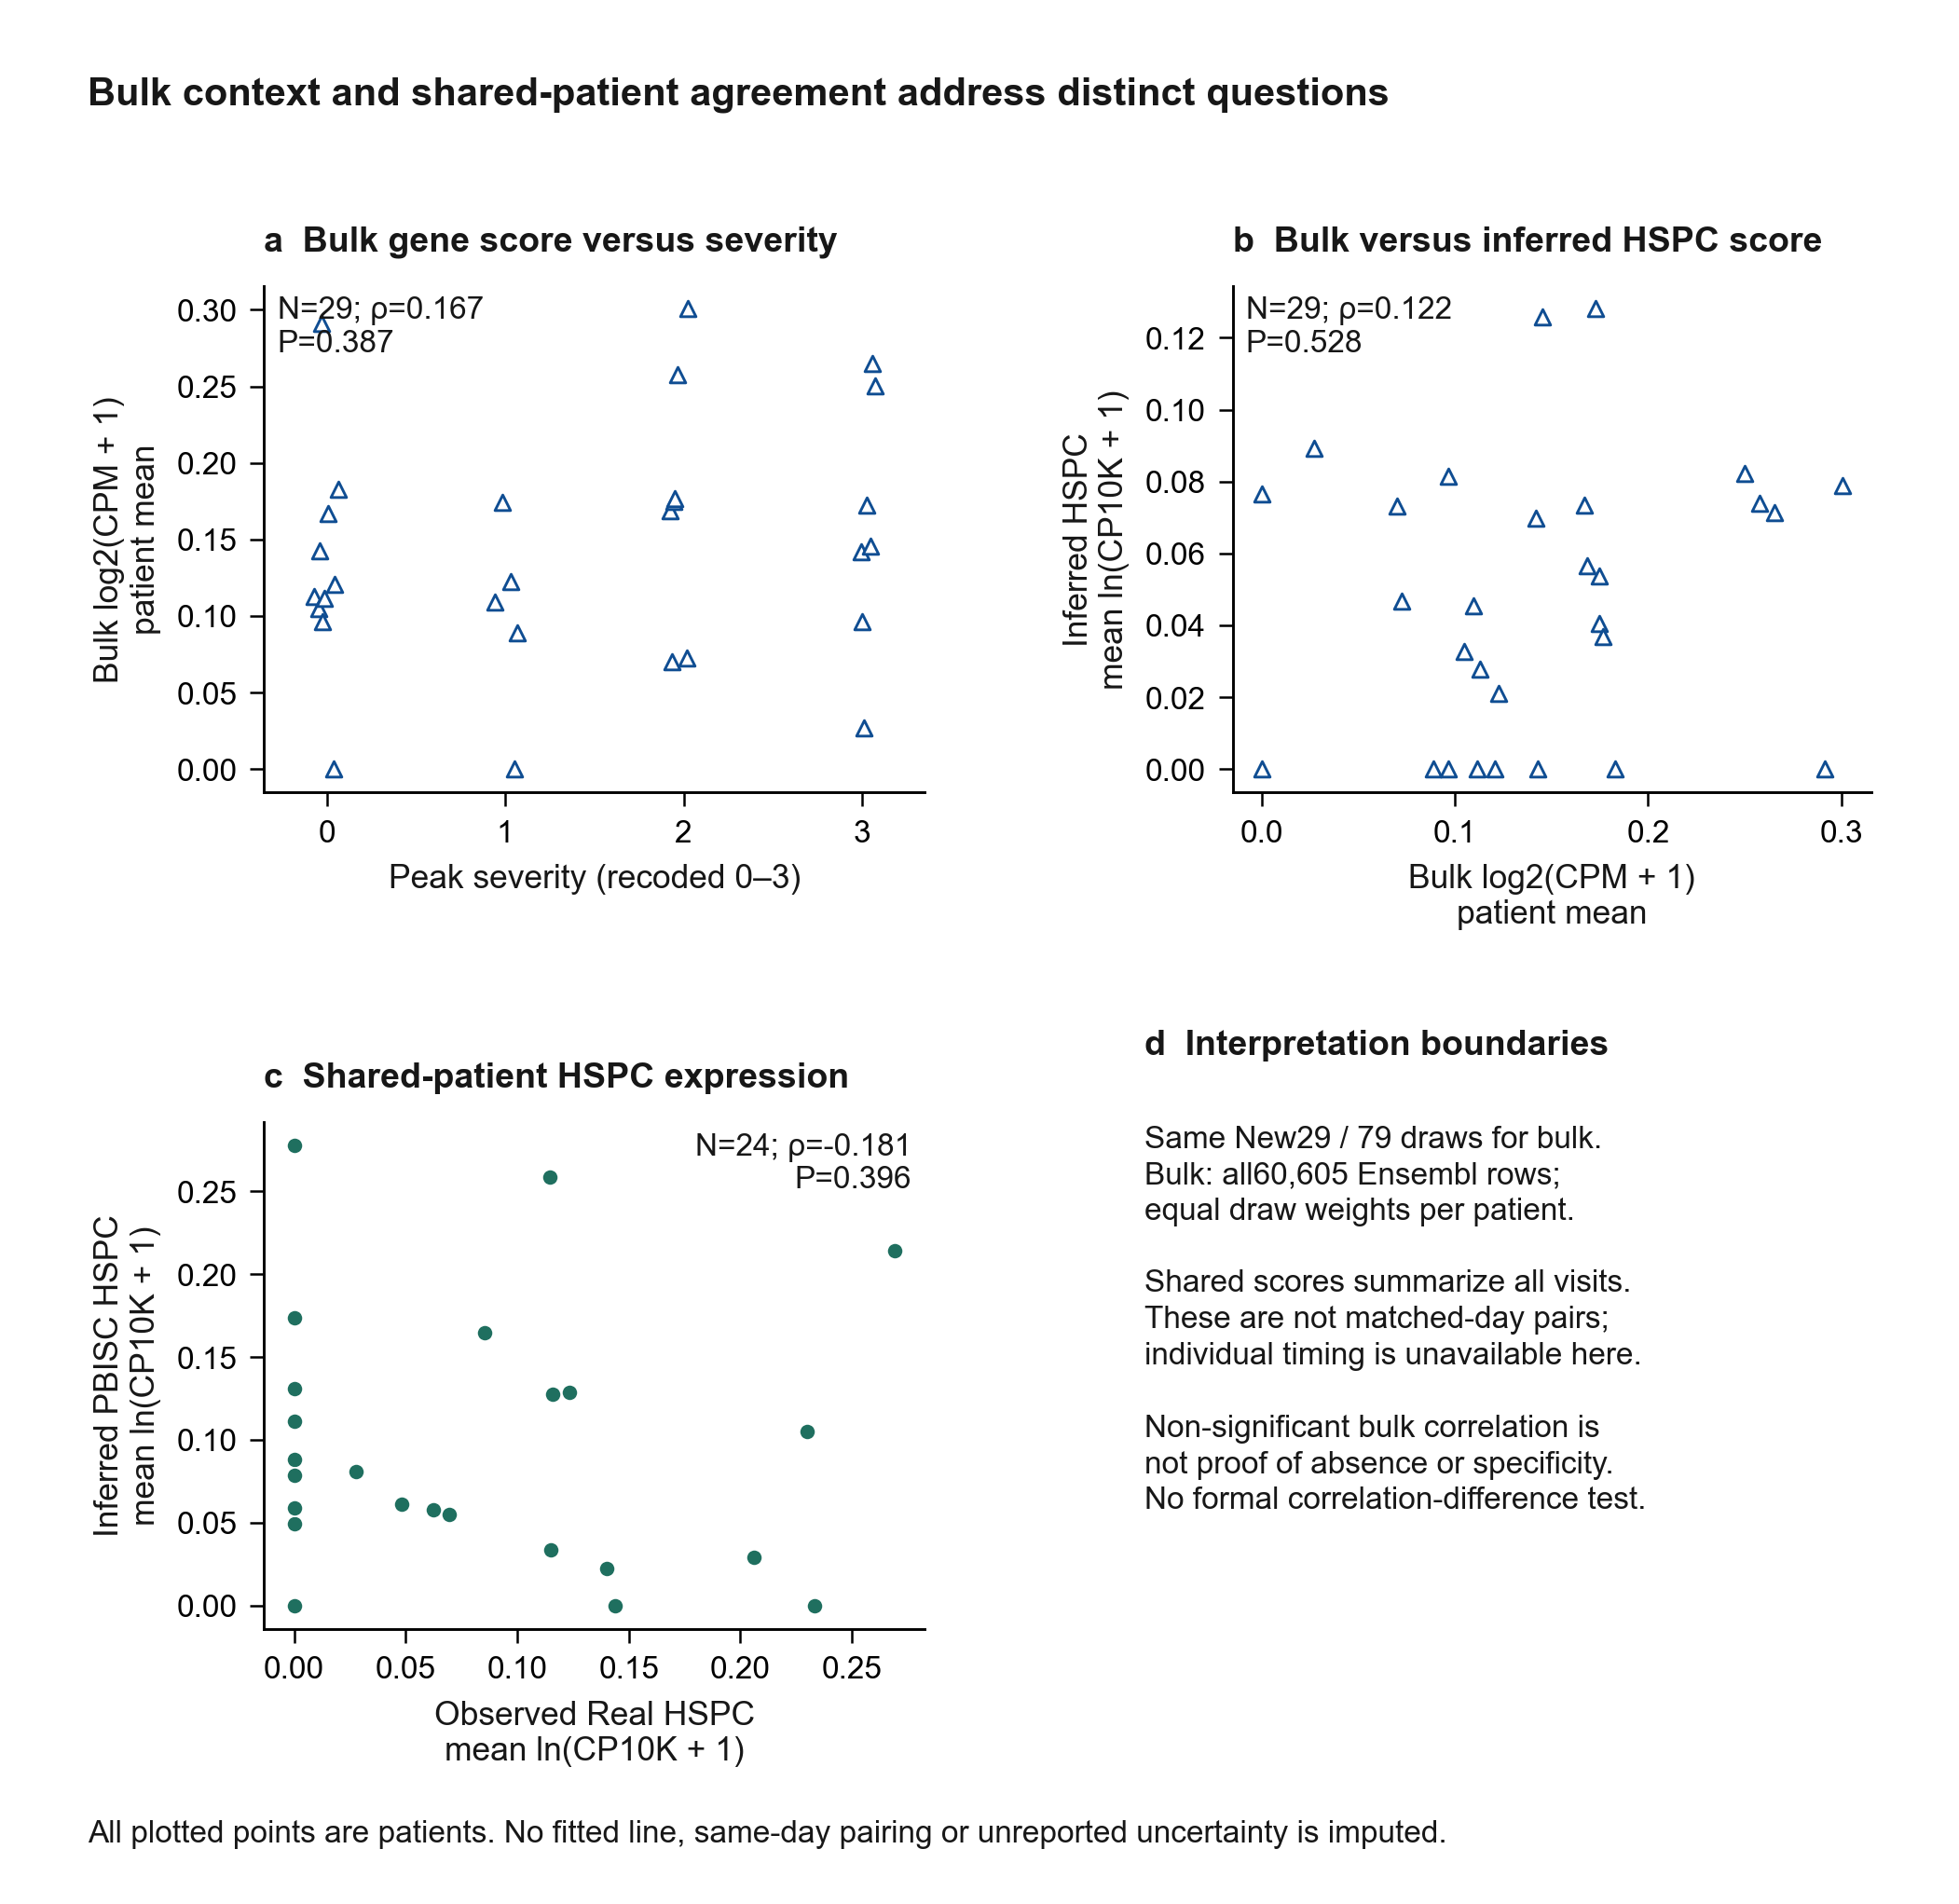 Bulk context and shared-patient agreement address distinct questions
a Bulk gene score versus severity
N=29; ρ=0.167
P=0.387
0.30
0.25
0.20
0.15
0.10
0.05
0.00
Bulk log2(CPM + 1)
patient mean
0 1 2 3
Peak severity (recoded 0–3)
b Bulk versus inferred HSPC score
N=29; ρ=0.122
P=0.528
0.12
0.10
0.08
0.06
0.04
0.02
0.00
Inferred HSPC
mean ln(CP10K + 1)
0.0 0.1 0.2 0.3
Bulk log2(CPM + 1)
patient mean
c Shared-patient HSPC expression
N=24; ρ=-0.181
P=0.396
0.25
0.20
0.15
0.10
0.05
0.00
Inferred PBISC HSPC
mean ln(CP10K + 1)
0.00 0.05 0.10 0.15 0.20 0.25
Observed Real HSPC
mean ln(CP10K + 1)
d Interpretation boundaries
Same New29 / 79 draws for bulk.
Bulk: all60,605 Ensembl rows;
equal draw weights per patient.
Shared scores summarize all visits.
These are not matched-day pairs;
individual timing is unavailable here.
Non-significant bulk correlation is
not proof of absence or specificity.
No formal correlation-difference test.
All plotted points are patients. No fitted line, same-day pairing or unreported uncertainty is imputed.